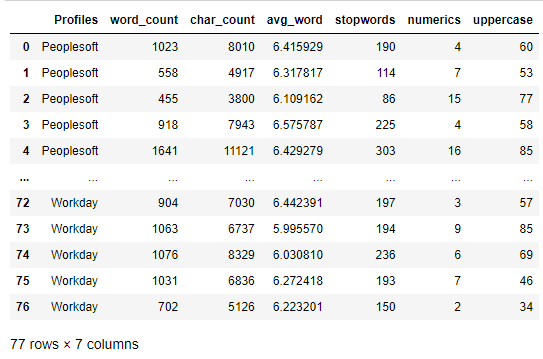 Profiles word_count char_count avg_word stopwords numerics uppercase
0 Peoplesoft 1023 8010 6.415929 190 4 60
1 Peoplesoft 558 4917 6.317817 114 7 53
2 Peoplesoft 455 3800 6.109162 86 15 77
3 Peoplesoft 918 7943 6.575787 225 4 58
4 Peoplesoft 1641 11121 6.429279 303 16 85
... ... ... ... ... ... ... ...
72 Workday 904 7030 6.442391 197 3 57
73 Workday 1063 6737 5.995570 194 9 85
74 Workday 1076 8329 6.030810 236 6 69
75 Workday 1031 6836 6.272418 193 7 46
76 Workday 702 5126 6.223201 150 2 34
77 rows × 7 columns